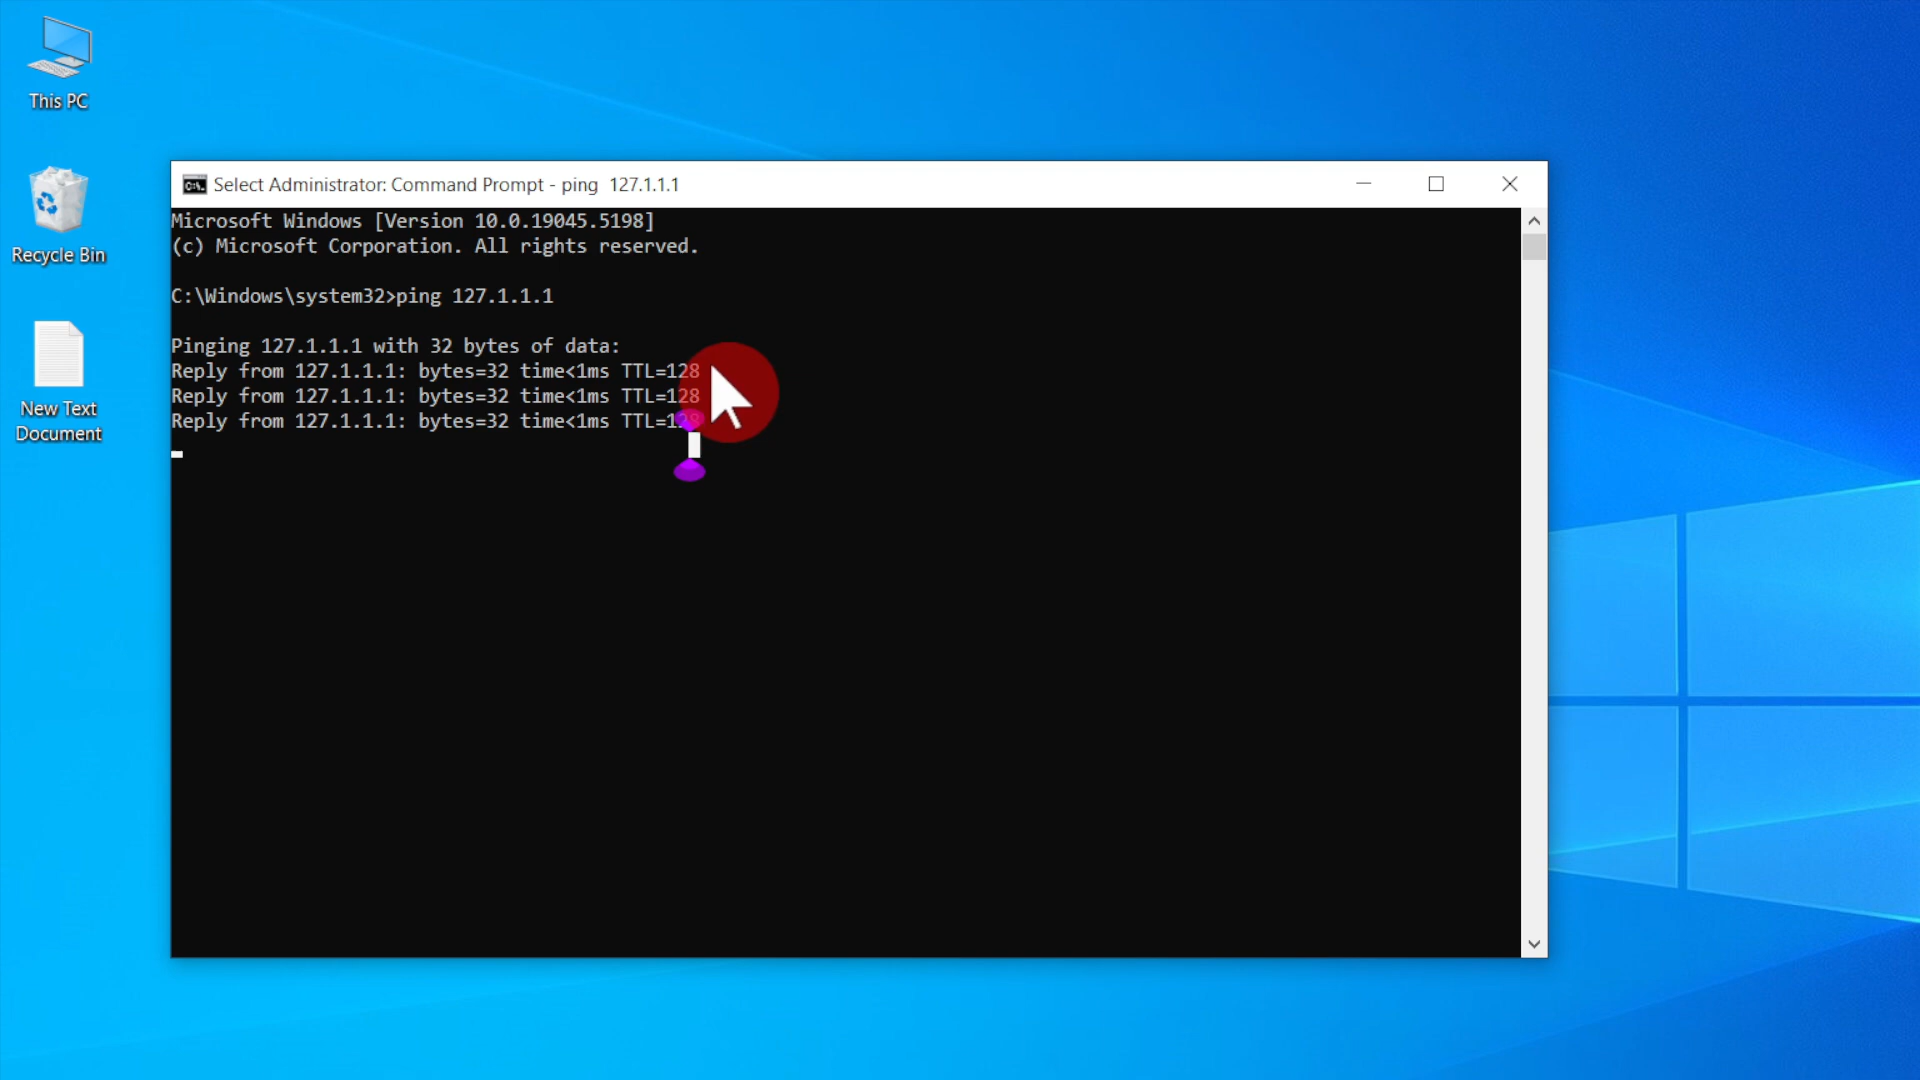 This PC
Recycle Bin
New Text
Document
Select Administrator: Command Prompt - ping  127.1.1.1
Microsoft Windows [Version 10.0.19045.5198]
(c) Microsoft Corporation. All rights reserved.
C:\Windows\system32>ping 127.1.1.1
Pinging 127.1.1.1 with 32 bytes of data:
Reply from 127.1.1.1: bytes=32 time<1ms TTL=128
Reply from 127.1.1.1: bytes=32 time<1ms TTL=128
Reply from 127.1.1.1: bytes=32 time<1ms TTL=128